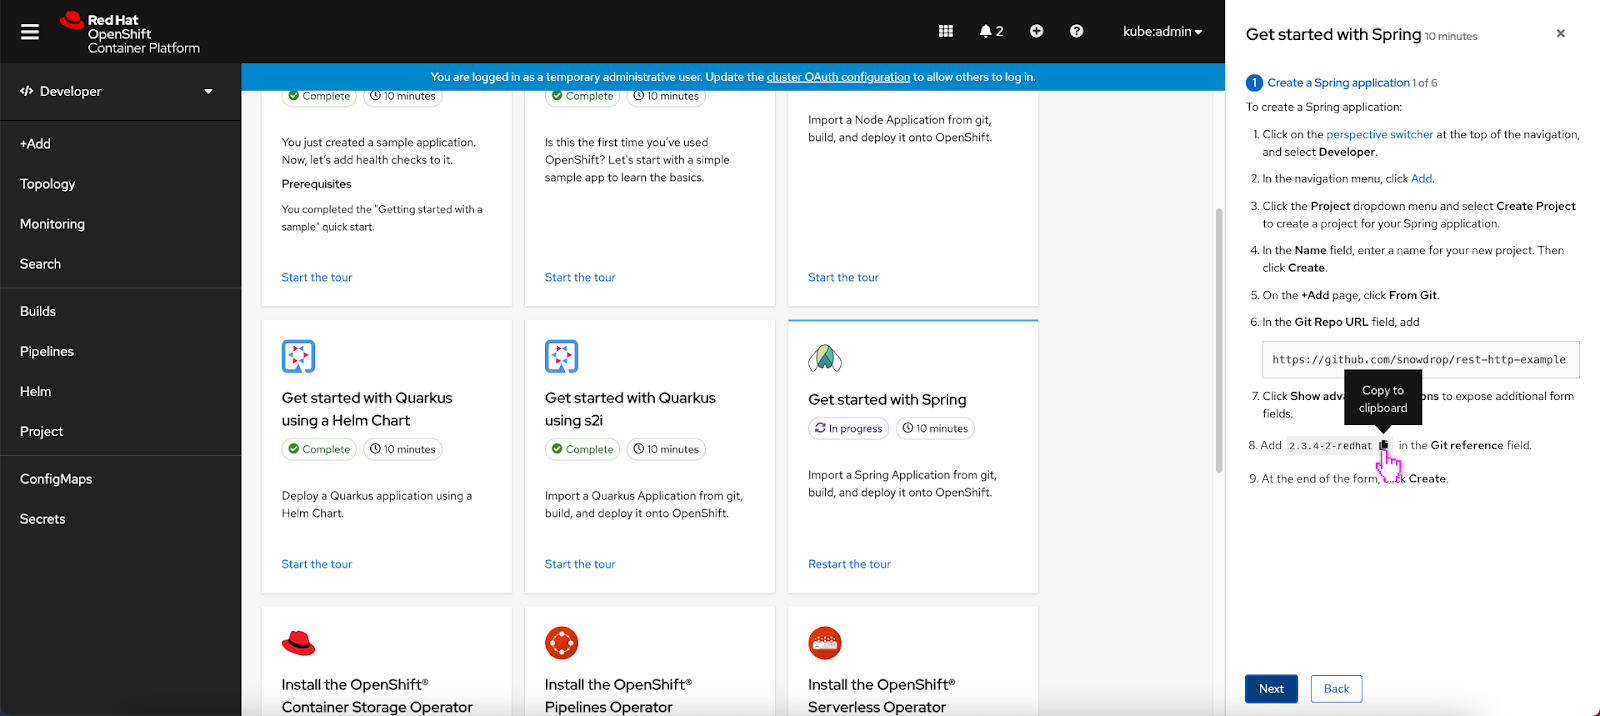 Red Hat
OpenShift
Container Platform
2
kube:admin
Get started with Spring 10 minutes
Developer
You are logged in as a temporary administrative user. Update the cluster OAuth configuration to allow others to log in.
+Add
Topology
Monitoring
Search
Builds
Pipelines
Helm
Project
ConfigMaps
Secrets
Complete 10 minutes
You just created a sample application.
Now, let's add health checks to it.
Prerequisites
You completed the "Getting started with a
sample" quick start.
Start the tour
Complete 10 minutes
Is this the first time you've used
OpenShift? Let's start with a simple
sample app to learn the basics.
Start the tour
Import a Node Application from git,
build, and deploy it onto OpenShift.
Start the tour
Get started with Quarkus
using a Helm Chart
Complete 10 minutes
Deploy a Quarkus application using a
Helm Chart.
Start the tour
Get started with Quarkus
using s2i
Complete 10 minutes
Import a Quarkus Application from git,
build, and deploy it onto OpenShift.
Start the tour
Get started with Spring
In progress 10 minutes
Import a Spring Application from git,
build, and deploy it onto OpenShift.
Restart the tour
Install the OpenShift®
Container Storage Operator
Install the OpenShift®
Pipelines Operator
Install the OpenShift®
Serverless Operator
1 Create a Spring application 1 of 6
To create a Spring application:
1. Click on the perspective switcher at the top of the navigation,
and select Developer.
2. In the navigation menu, click Add.
3. Click the Project dropdown menu and select Create Project
to create a project for your Spring application.
4. In the Name field, enter a name for your new project. Then
click Create.
5. On the +Add page, click From Git.
6. In the Git Repo URL field, add
https://github.com/snowdrop/rest-http-example
Copy to
clipboard
7. Click Show adva ons to expose additional form
fields.
8. Add 2.3.4-2-redhat in the Git reference field.
9. At the end of the form, k Create.
Next
Back